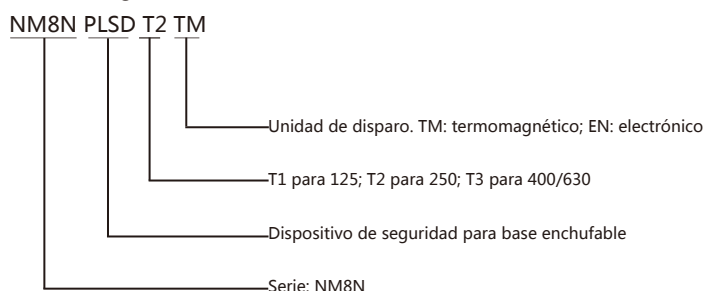 NM8N PLSD T2 TM
Unidad de disparo. TM: termomagnético; EN: electrónico
T1 para 125; T2 para 250; T3 para 400/630
Dispositivo de seguridad para base enchufable
Serie: NM8N